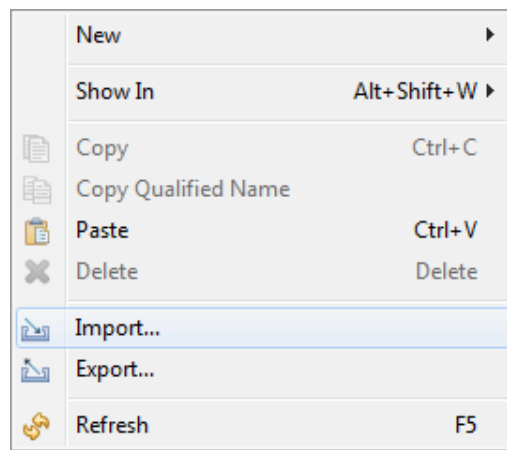 New
Show In Alt+Shift+W
Copy Ctrl+C
Copy Qualified Name
Paste Ctrl+V
Delete Delete
Import...
Export...
Refresh F5